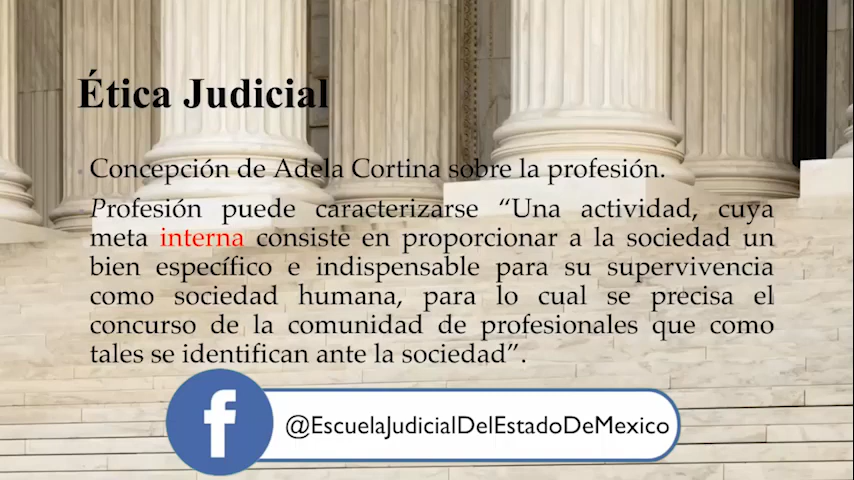 Ética Judicial
Concepción de Adela Cortina sobre la profesión.
Profesión puede caracterizarse “Una actividad, cuya
meta interna consiste en proporcionar a la sociedad un
bien específico e indispensable para su supervivencia
como sociedad humana, para lo cual se precisa el
concurso de la comunidad de profesionales que como
tales se identifican ante la sociedad”.
f
@EscuelaJudicialDelEstadoDeMexico